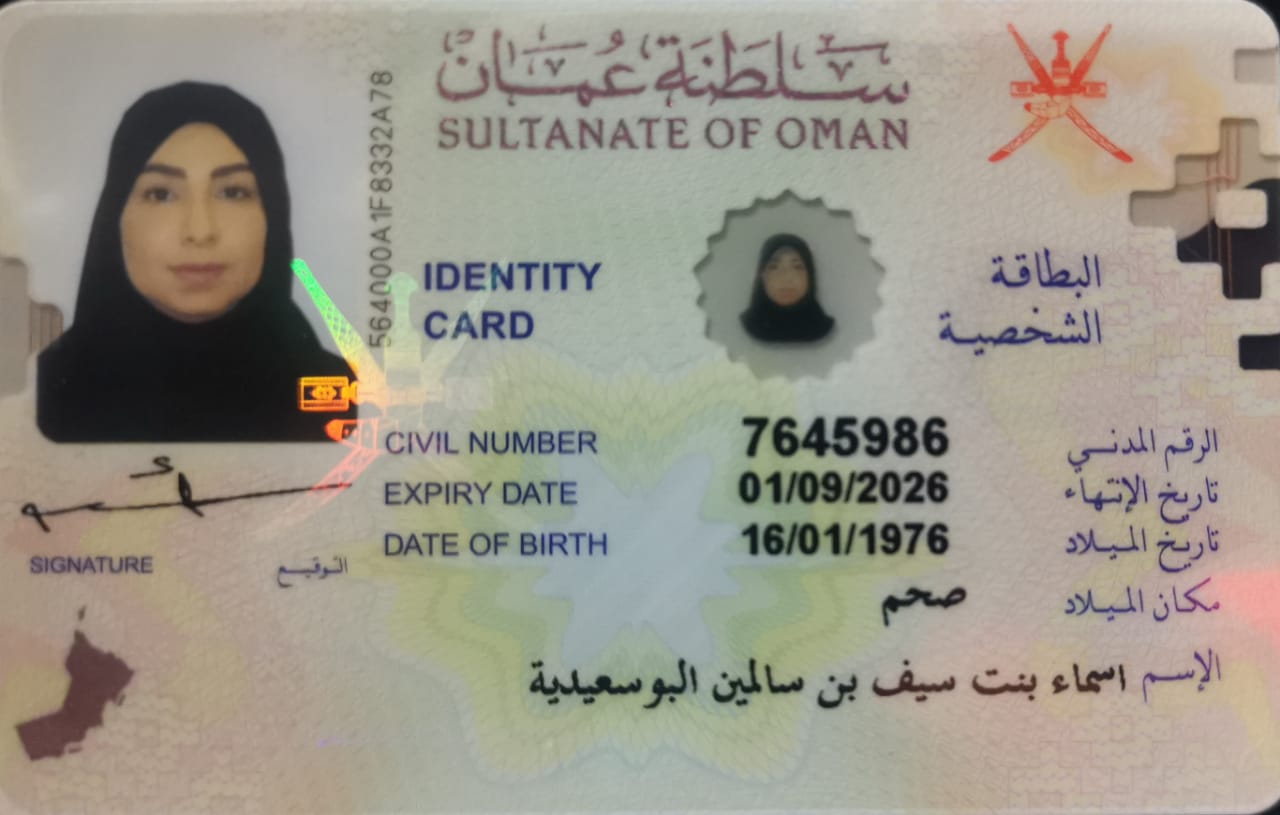 سلطنة عمان
SULTANATE OF OMAN
564000A1F8332A78
IDENTITY CARD البطاقة الشخصية
CIVIL NUMBER 7645986 الرقم المدني
EXPIRY DATE 01/09/2026 تاريخ الإنتهاء
DATE OF BIRTH 16/01/1976 تاريخ الميلاد
صحم مكان الميلاد
SIGNATURE التوقيع
الإسم اسماء بنت سيف بن سالمين البوسعيدية